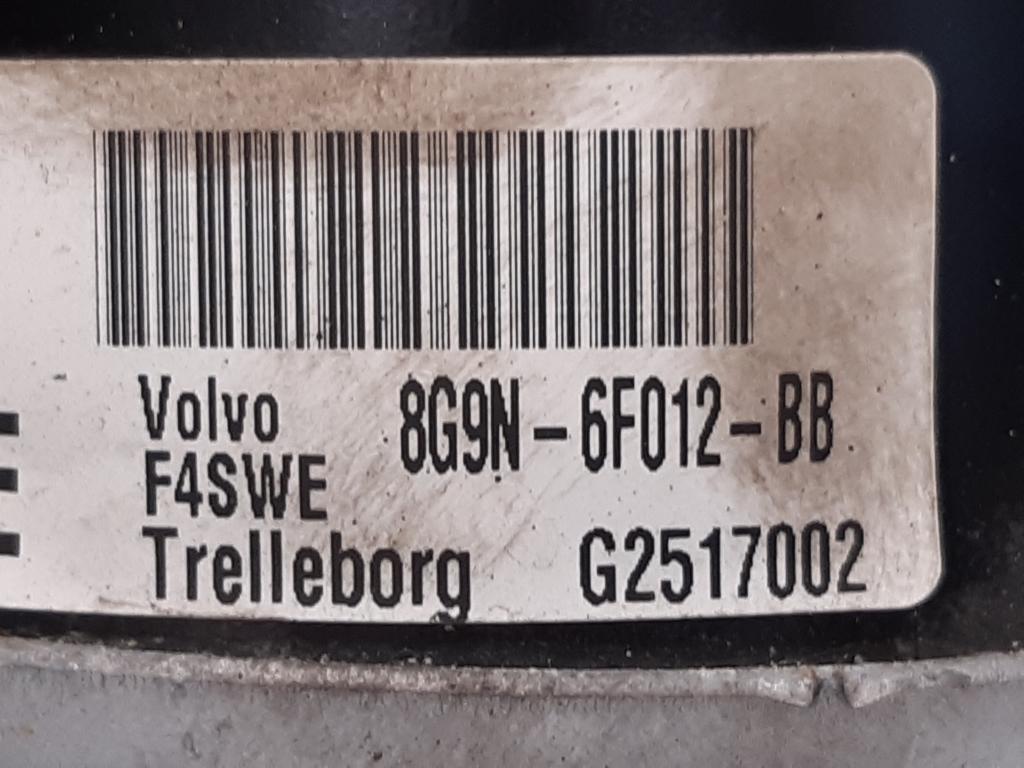 Volvo 8G9N-6F012-BB
F4SWE
Trelleborg G2517002